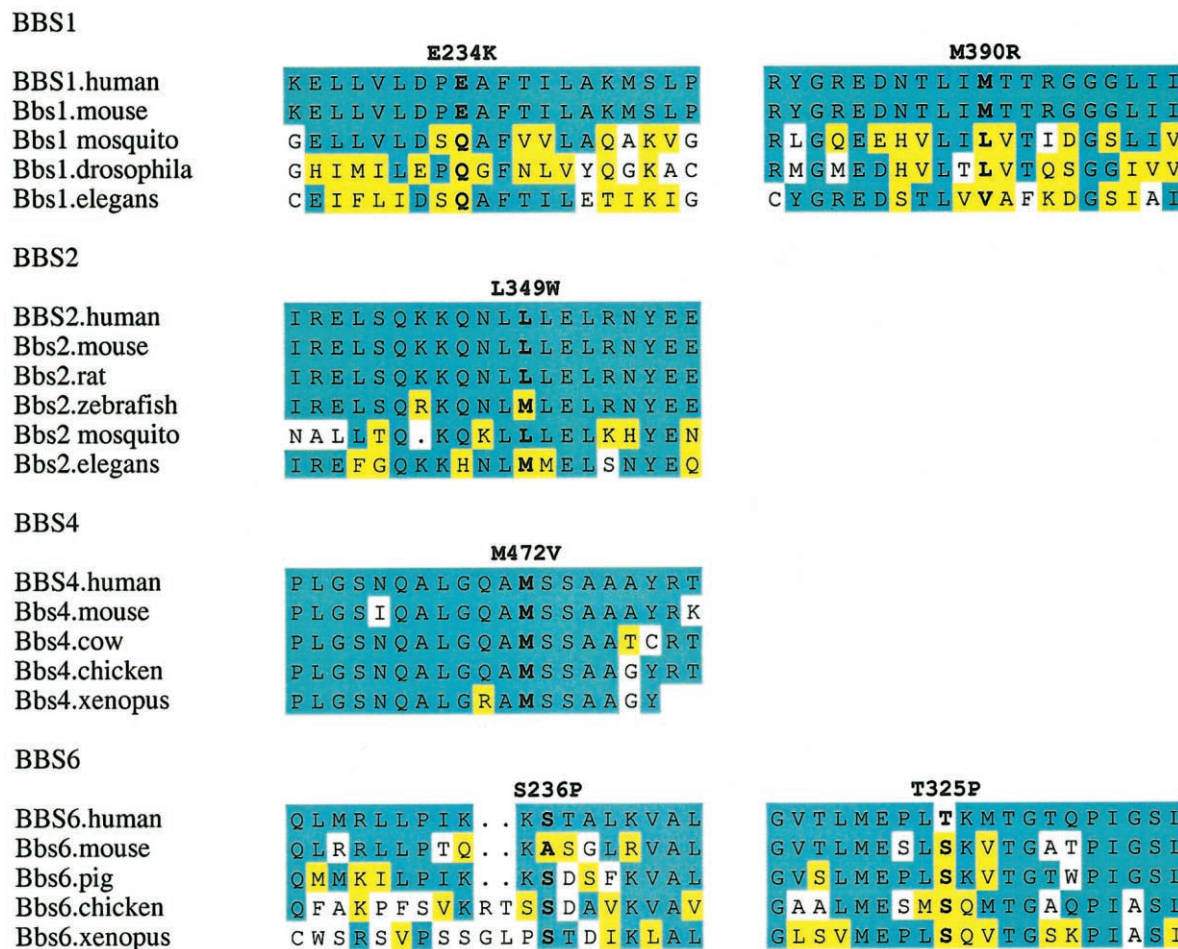 BBS1
E234K M390R
BBS1.human KELLVLDPEAFTILAKMSLP RYGREDNTLIMTTRGGGLII
Bbs1.mouse KELLVLDPEAFTILAKMSLP RYGREDNTLIMTTRGGGLII
Bbs1 mosquito GELLVLDSQAFVVLAQAKVG RLGQEEHVLILVTIDGSLIV
Bbs1.drosophila GHIMILEPQGFNLVYQGKAC RMGMEDHVLTLVTQSGGIVV
Bbs1.elegans CEIFLIDSQAFTILETIKIG CYGREDSTLVVAFKDGSIAI
BBS2
L349W
BBS2.human IRELSQKKQNLLLELRNYEE
Bbs2.mouse IRELSQKKQNLLLELRNYEE
Bbs2.rat IRELSQKKQNLLLELRNYEE
Bbs2.zebrafish IRELSQRKQNLMLELRNYEE
Bbs2 mosquito NALLTQ.KQKLLLELKHYEN
Bbs2.elegans IREFGQKKHNLMMELSNYEQ
BBS4
M472V
BBS4.human PLGSNQALGQAMSSAAAYRT
Bbs4.mouse PLGSIQALGQAMSSAAAYRK
Bbs4.cow PLGSNQALGQAMSSAATCRT
Bbs4.chicken PLGSNQALGQAMSSAAGYRT
Bbs4.xenopus PLGSNQALGRAMSSAAGY
BBS6
S236P T325P
BBS6.human QLMRLLPIK..KSTALKVAL GVTLMEPLTKMTGTQPIGSL
Bbs6.mouse QLRRLLPTQ..KASGLRVAL GVTLMESLSKVTGATPIGSL
Bbs6.pig QMMKILPIK..KSDSFKVAL GVSLMEPLSKVTGTWPIGSL
Bbs6.chicken QFAKPFSVKRTSSDAVKVAV GAALMESMSQMTGAQPIASL
Bbs6.xenopus CWSRSVPSSGLPSTDIKLAL GLSVMEPLSQVTGSKPIASI